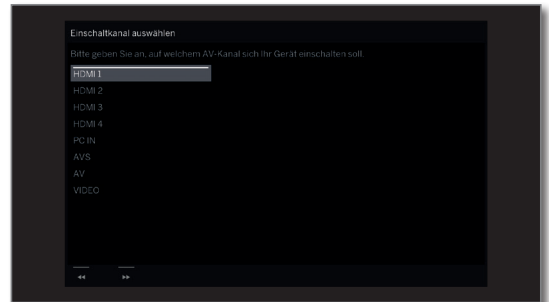 Einschaltkanal auswählen
Bitte geben Sie an, auf welchem AV-Kanal sich Ihr Gerät einschalten soll.
HDMI 1
HDMI 2
HDMI 3
HDMI 4
PC IN
AVS
AV
VIDEO